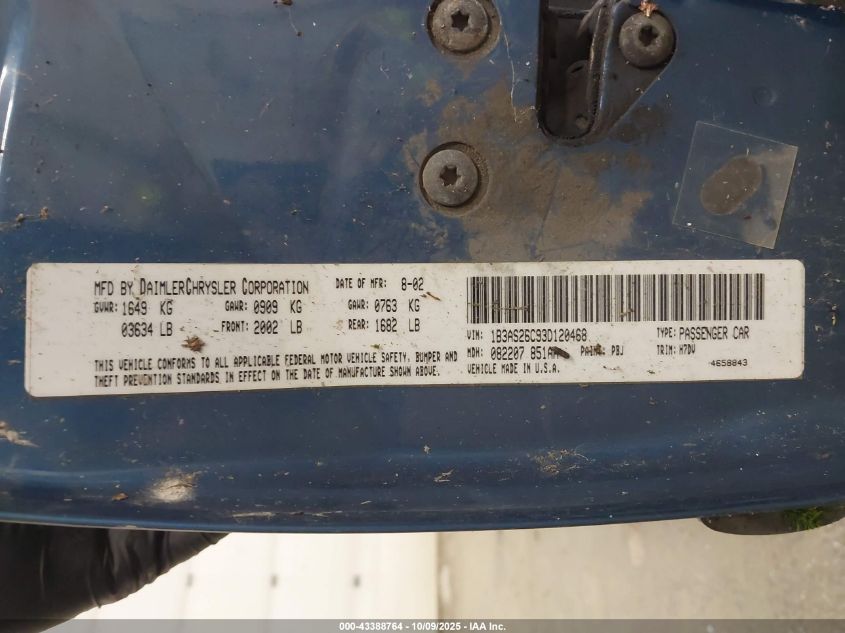 MFD BY DAIMLERCHRYSLER CORPORATION DATE OF MFR: 8-02
GVWR: 1649 KG GAWR: 0909 KG GAWR: 0763 KG
03634 LB FRONT: 2002 LB REAR: 1682 LB
VIN: 1B3AS26C93D120468 TYPE: PASSENGER CAR
MDH: 082207 PAINT: PBJ TRIM: H7DV
THIS VEHICLE CONFORMS TO ALL APPLICABLE FEDERAL MOTOR VEHICLE SAFETY, BUMPER AND
THEFT PREVENTION STANDARDS IN EFFECT ON THE DATE OF MANUFACTURE SHOWN ABOVE.
VEHICLE MADE IN U.S.A. 4658843
000-43388764 - 10/09/2025 - IAA Inc.